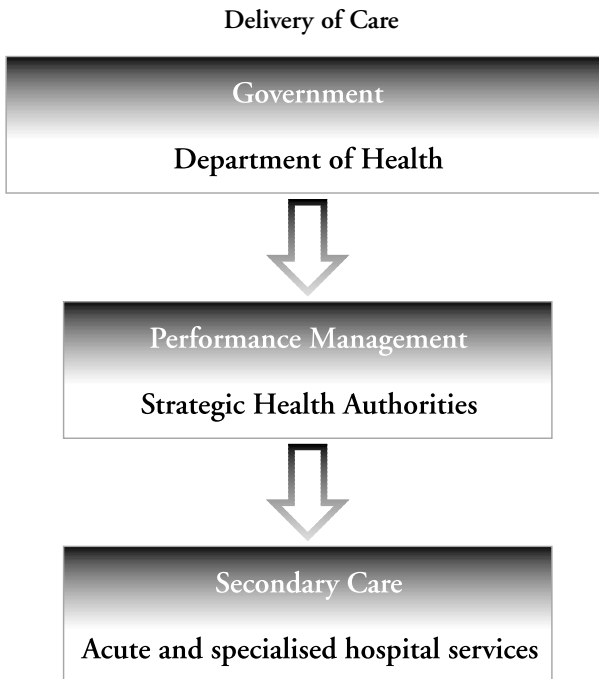 Delivery of Care
Government
Department of Health
Performance Management
Strategic Health Authorities
Secondary Care
Acute and specialised hospital services